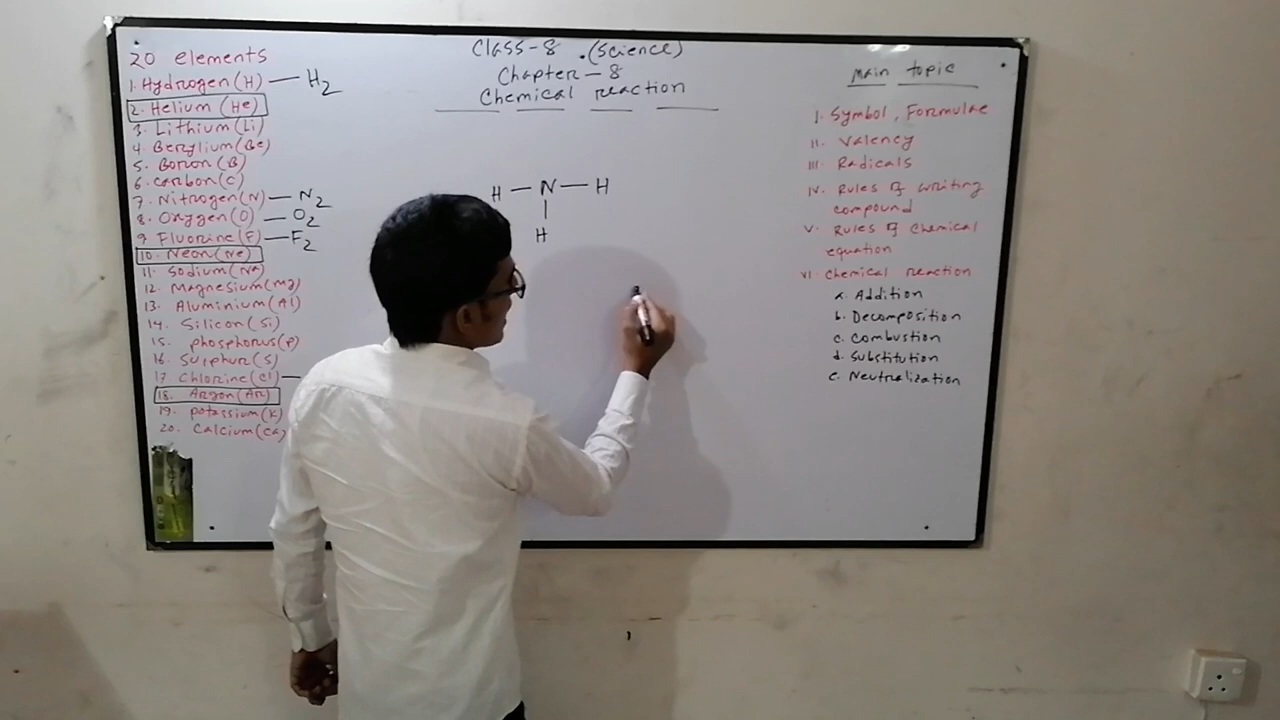 20 elements
1. Hydrogen (H) — H2
2. Helium (He)
3. Lithium (Li)
4. Berylium (Be)
5. Boron (B)
6. Carbon (C)
7. Nitrogen (N) — N2
8. Oxygen (O) — O2
9. Fluorine (F) — F2
10. Neon (Ne)
11. Sodium (Na)
12. Magnesium (Mg)
13. Aluminium (Al)
14. Silicon (Si)
15. phosphorus (P)
16. Sulphur (S)
17. Chlorine (Cl) —
18. Argon (Ar)
19. potassium (K)
20. Calcium (Ca)
Class-8 (Science)
Chapter-8
Chemical reaction
H — N — H
|
H
Main topic
I. Symbol, Formulae
II. Valency
III. Radicals
IV. Rules of writing
compound
V. Rules of Chemical
equation
VI. Chemical reaction
a. Addition
b. Decomposition
c. Combustion
d. Substitution
e. Neutralization